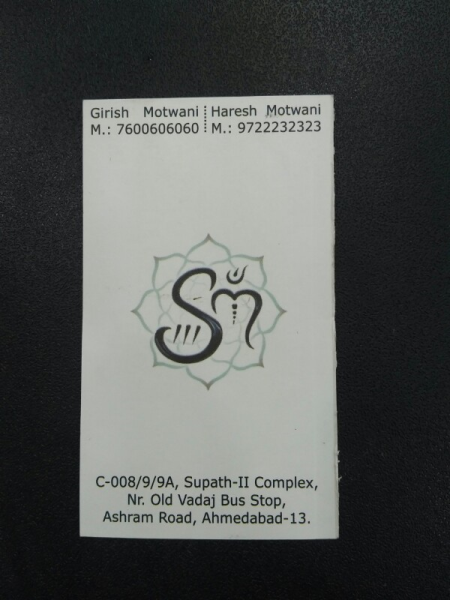 Girish Motwani Haresh Motwani
M.: 7600606060 M.: 9722232323
Sm
C-008/9/9A, Supath-II Complex,
Nr. Old Vadaj Bus Stop,
Ashram Road, Ahmedabad-13.